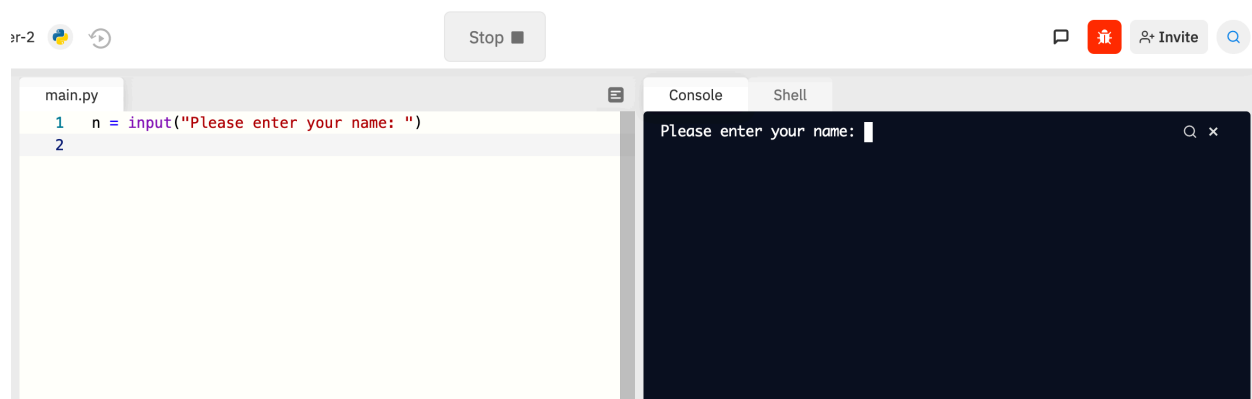 er-2
Stop
Invite
main.py
1 n = input("Please enter your name: ")
2
Console Shell
Please enter your name: